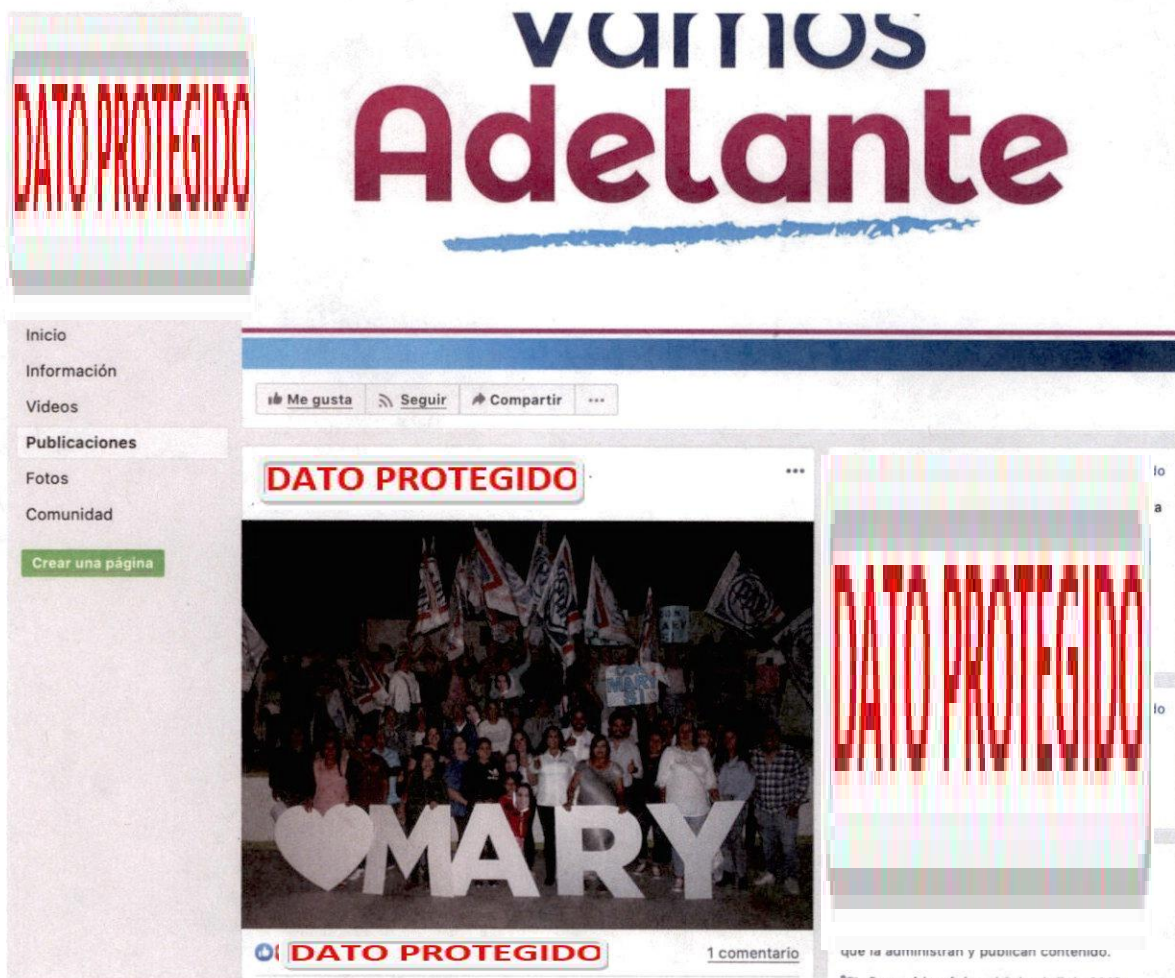 Vamos
Adelante
DATO PROTEGIDO
Inicio
Información
Videos
Publicaciones
Fotos
Comunidad
Crear una página
Me gusta
Seguir
Compartir
DATO PROTEGIDO
MARY
SI
MARY
DATO PROTEGIDO
1 comentario
DATO PROTEGIDO
que la administran y publican contenido.